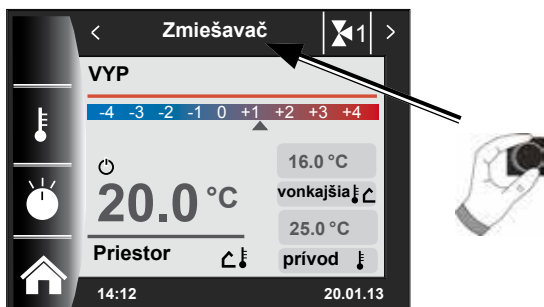 < Zmiešavač 1 >
VYP
-4 -3 -2 -1 0 +1 +2 +3 +4
16.0 °C
20.0 °C
vonkajšia
25.0 °C
Priestor
prívod
14:12 20.01.13